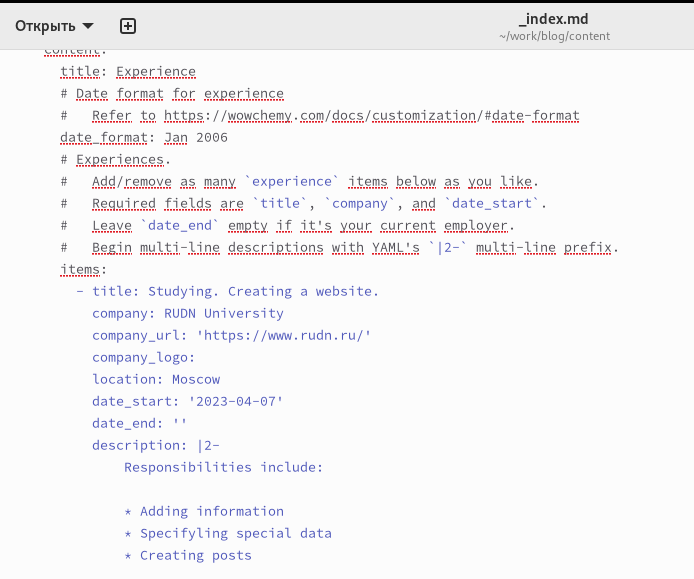 Открыть
_index.md
~/work/blog/content
content:
title: Experience
# Date format for experience
#   Refer to https://wowchemy.com/docs/customization/#date-format
date_format: Jan 2006
# Experiences.
#   Add/remove as many `experience` items below as you like.
#   Required fields are `title`, `company`, and `date_start`.
#   Leave `date_end` empty if it's your current employer.
#   Begin multi-line descriptions with YAML's `|2-` multi-line prefix.
items:
  - title: Studying. Creating a website.
    company: RUDN University
    company_url: 'https://www.rudn.ru/'
    company_logo:
    location: Moscow
    date_start: '2023-04-07'
    date_end: ''
    description: |2-
        Responsibilities include:
        * Adding information
        * Specifyling special data
        * Creating posts